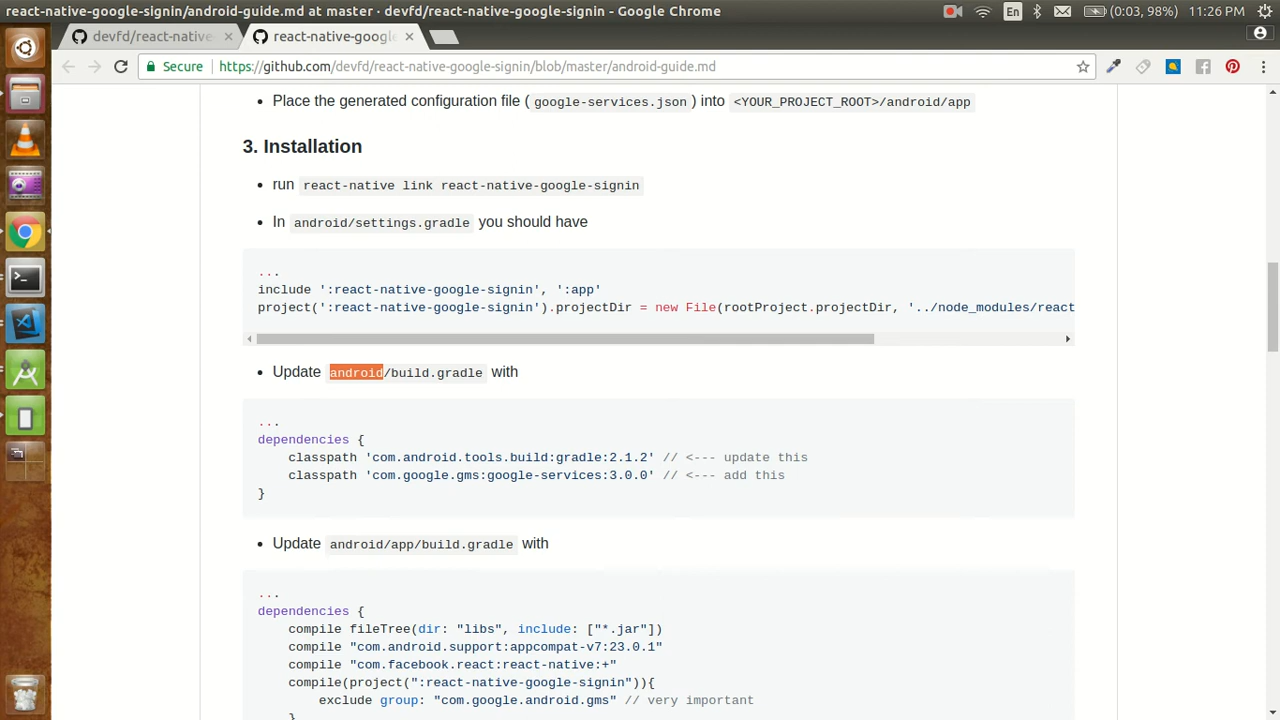 react-native-google-signin/android-guide.md at master · devfd/react-native-google-signin - Google Chrome
En
(0:03, 98%)
11:26 PM
devfd/react-native
react-native-googl
Secure
https://github.com/devfd/react-native-google-signin/blob/master/android-guide.md
• Place the generated configuration file ( google-services.json ) into <YOUR_PROJECT_ROOT>/android/app
3. Installation
• run react-native link react-native-google-signin
• In android/settings.gradle you should have
...
include ':react-native-google-signin', ':app'
project(':react-native-google-signin').projectDir = new File(rootProject.projectDir, '../node_modules/react
• Update android/build.gradle with
...
dependencies {
    classpath 'com.android.tools.build:gradle:2.1.2' // <--- update this
    classpath 'com.google.gms:google-services:3.0.0' // <--- add this
}
• Update android/app/build.gradle with
...
dependencies {
    compile fileTree(dir: "libs", include: ["*.jar"])
    compile "com.android.support:appcompat-v7:23.0.1"
    compile "com.facebook.react:react-native:+"
    compile(project(":react-native-google-signin")){
        exclude group: "com.google.android.gms" // very important
    }